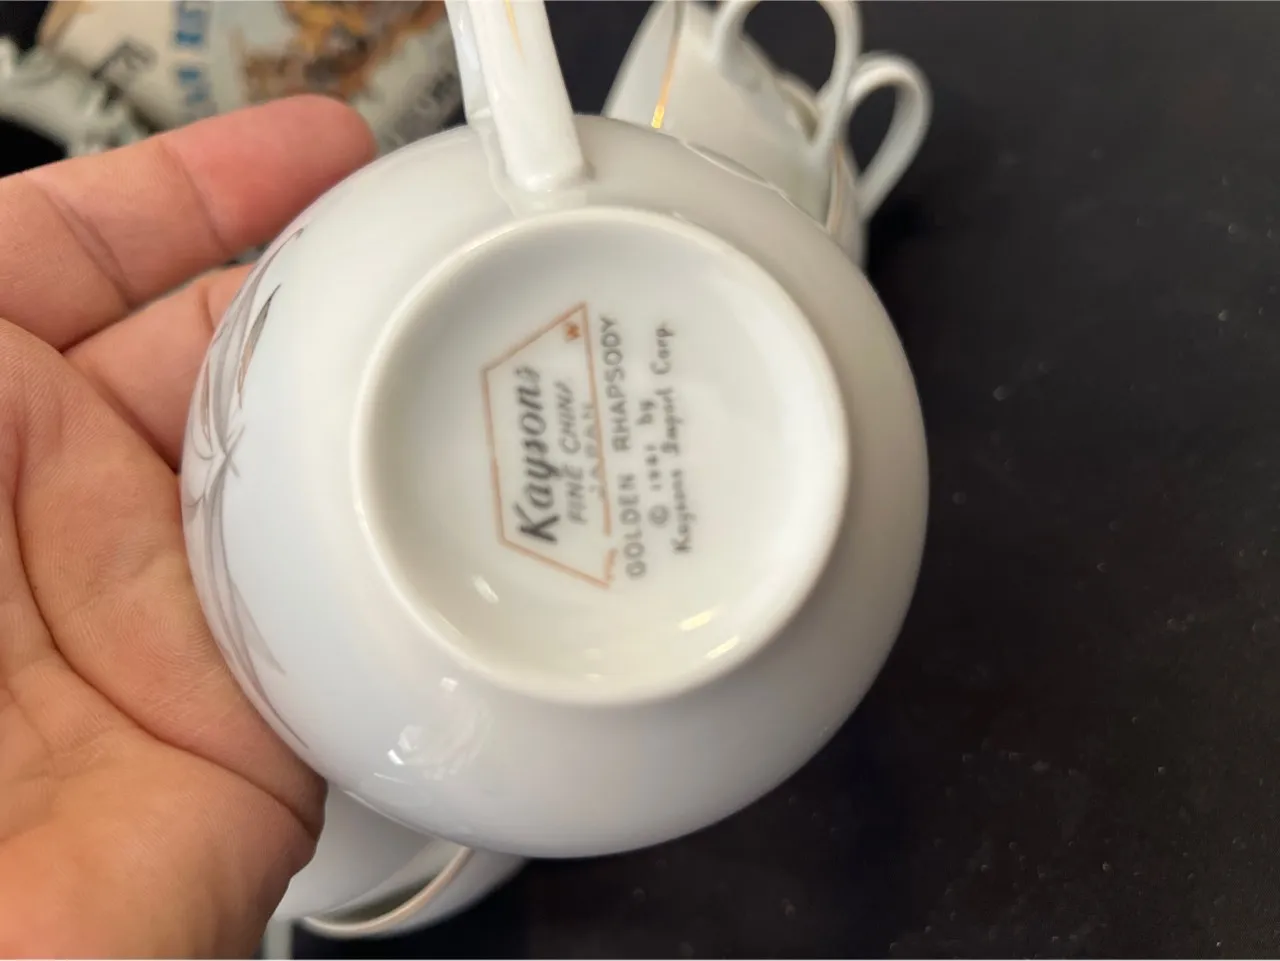 Kaysons
FINE CHINA
JAPAN
GOLDEN RHAPSODY
© 1961 by
Kaysons Import Corp.